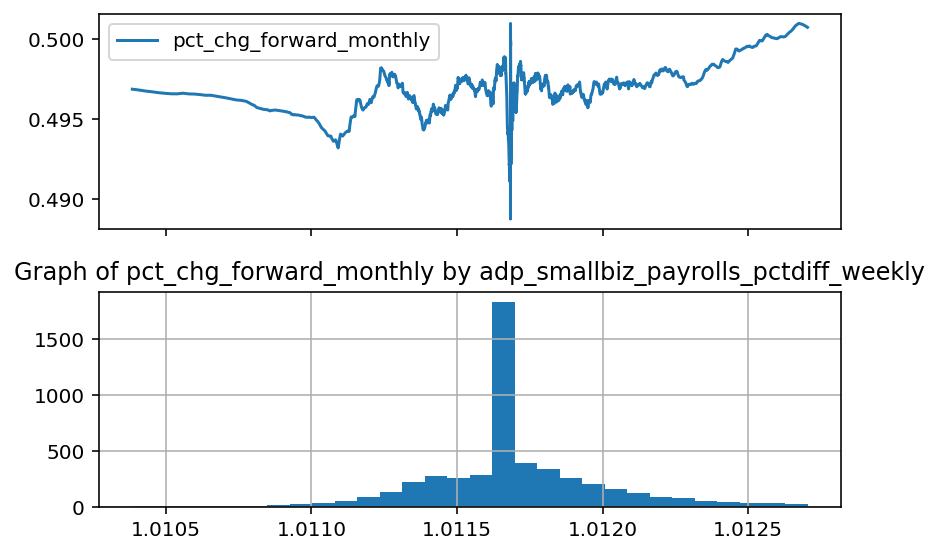 0.500
pct_chg_forward_monthly
0.495
0.490
Graph of pct_chg_forward_monthly by adp_smallbiz_payrolls_pctdiff_weekly
1500
1000
500
0
1.0105 1.0110 1.0115 1.0120 1.0125